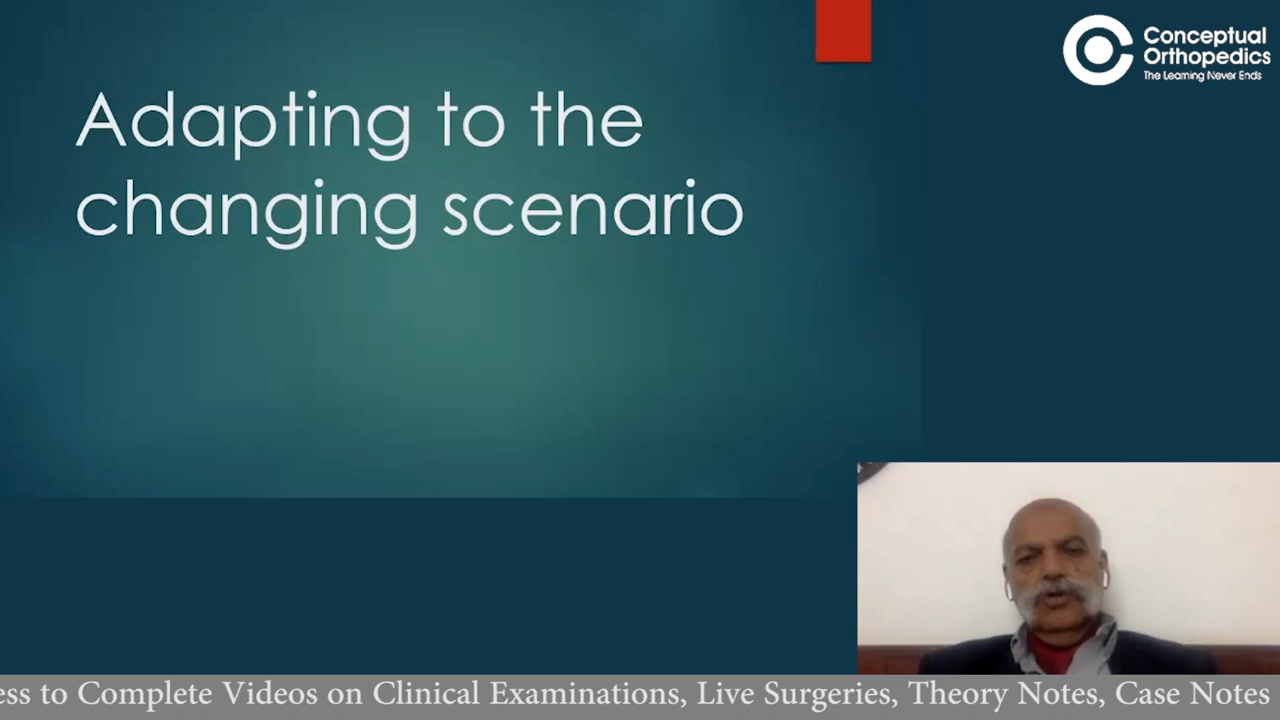 Adapting to the
changing scenario
Conceptual
Orthopedics
The Learning Never Ends
ess to Complete Videos on Clinical Examinations, Live Surgeries, Theory Notes, Case Notes